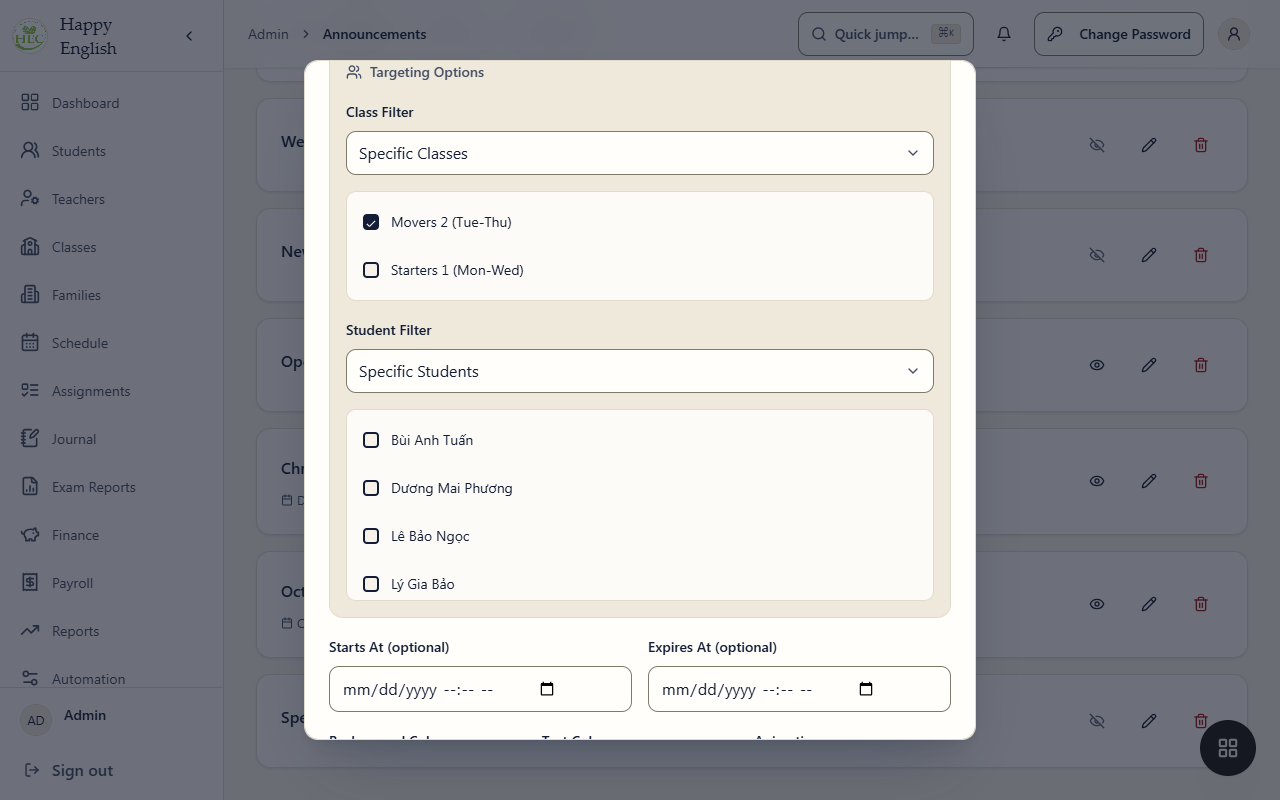 Happy
English
HEC
Admin
Announcements
Quick jump...
⌘K
Change Password
Dashboard
Students
Teachers
Classes
Families
Schedule
Assignments
Journal
Exam Reports
Finance
Payroll
Reports
Automation
AD
Admin
Sign out
Targeting Options
Class Filter
Specific Classes
Movers 2 (Tue-Thu)
Starters 1 (Mon-Wed)
Student Filter
Specific Students
Bùi Anh Tuấn
Dương Mai Phương
Lê Bảo Ngọc
Lý Gia Bảo
Starts At (optional)
Expires At (optional)
mm/dd/yyyy --:-- --
mm/dd/yyyy --:-- --